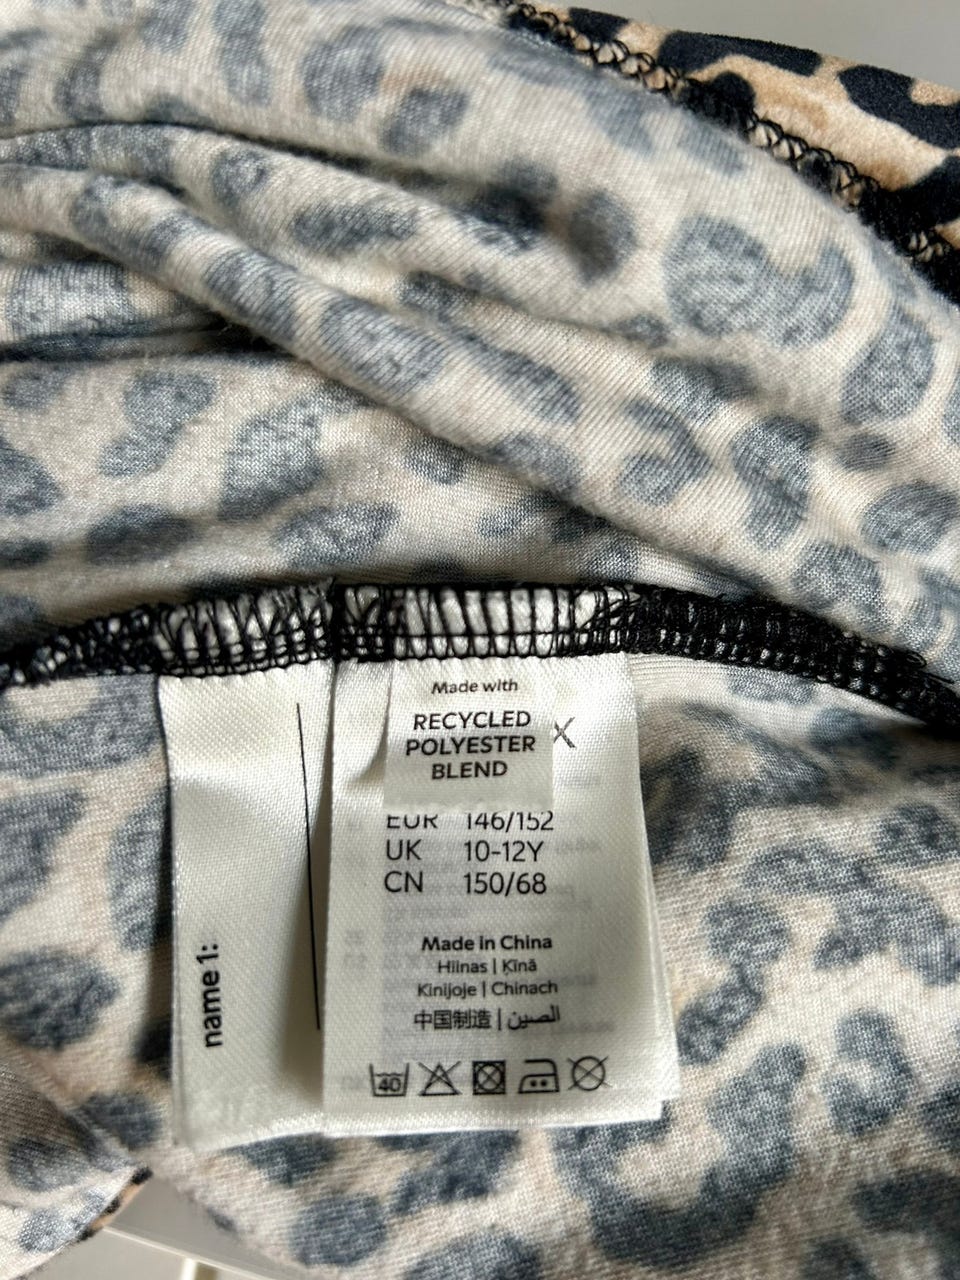 Made with
RECYCLED
POLYESTER
BLEND
EUR 146/152
UK 10-12Y
CN 150/68
Made in China
Hiinas | Ķīnā
Kinijoje | Chinach
中国制造 | الصين
40
name 1: